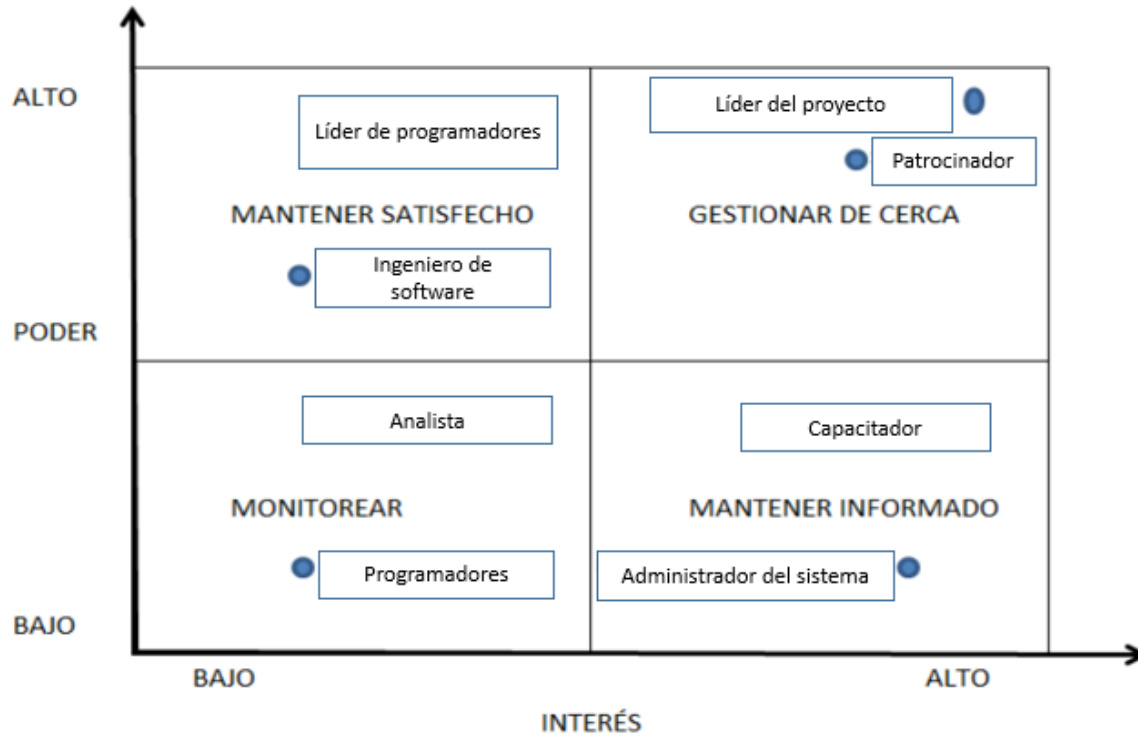 ALTO
Líder de programadores
Líder del proyecto
Patrocinador
MANTENER SATISFECHO
GESTIONAR DE CERCA
Ingeniero de
software
PODER
Analista
Capacitador
MONITOREAR
MANTENER INFORMADO
Programadores
Administrador del sistema
BAJO
BAJO
ALTO
INTERÉS